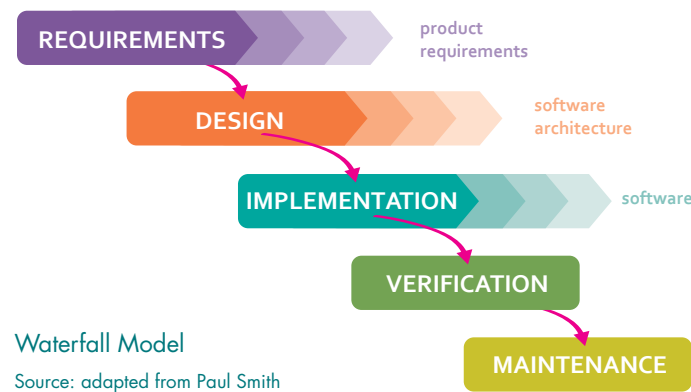 REQUIREMENTS
product
requirements
DESIGN
software
architecture
IMPLEMENTATION
software
VERIFICATION
MAINTENANCE
Waterfall Model
Source: adapted from Paul Smith